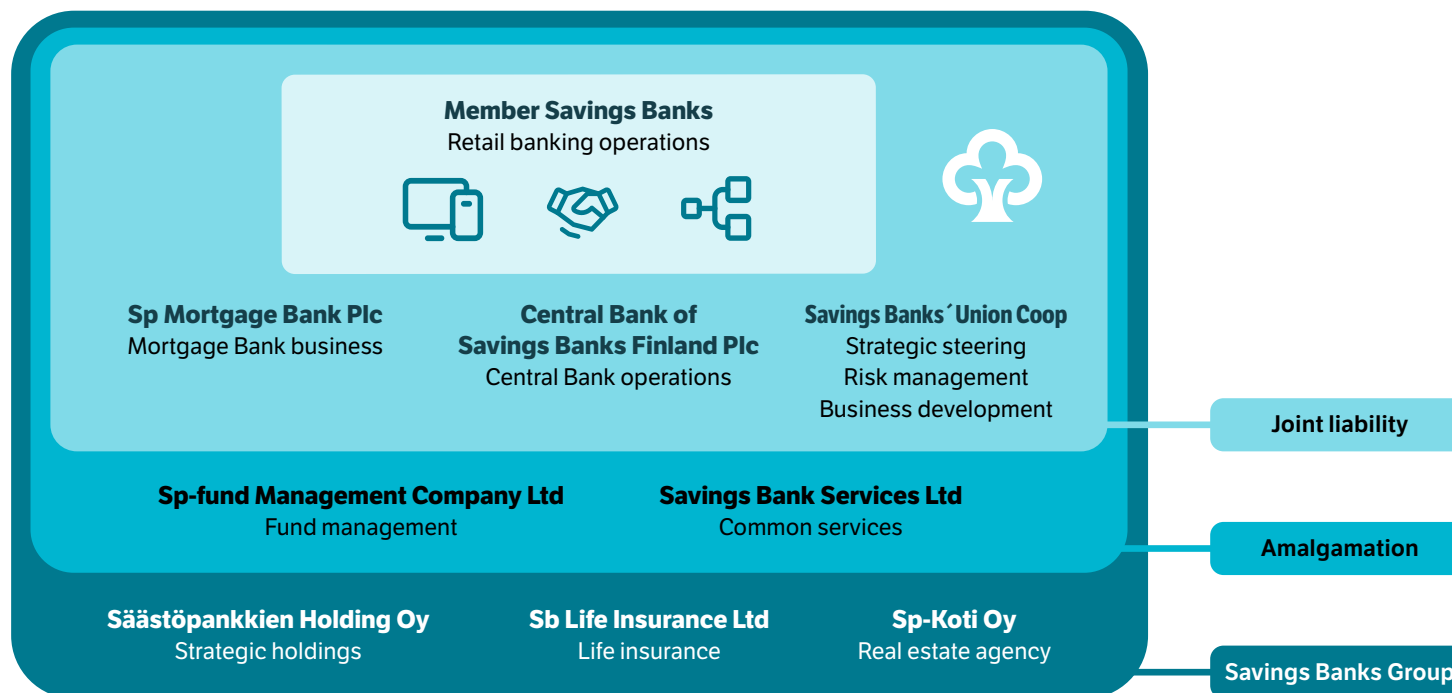 Member Savings Banks
Retail banking operations
Sp Mortgage Bank Plc
Mortgage Bank business
Central Bank of
Savings Banks Finland Plc
Central Bank operations
Savings Banks´Union Coop
Strategic steering
Risk management
Business development
Joint liability
Sp-fund Management Company Ltd
Fund management
Savings Bank Services Ltd
Common services
Amalgamation
Säästöpankkien Holding Oy
Strategic holdings
Sb Life Insurance Ltd
Life insurance
Sp-Koti Oy
Real estate agency
Savings Banks Group